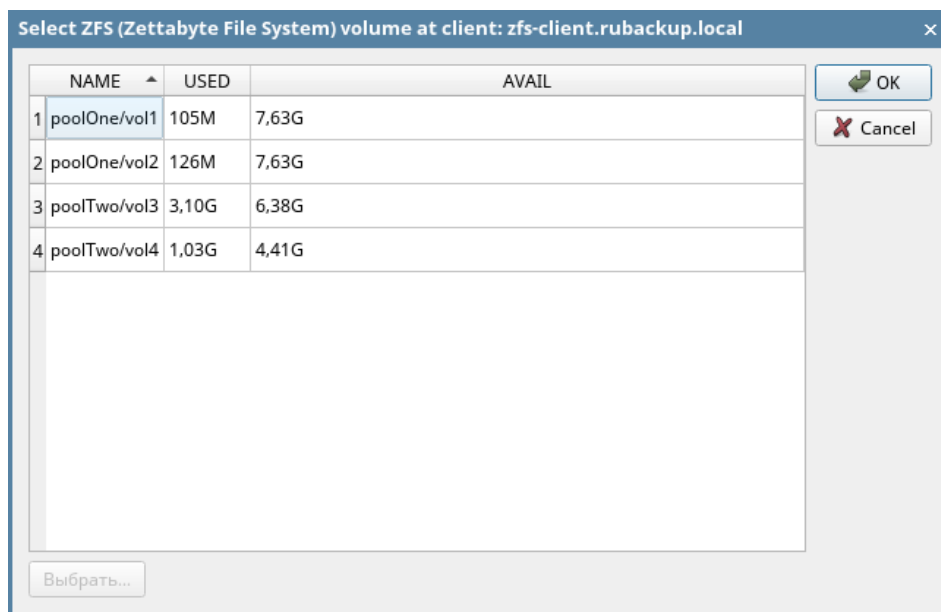 Select ZFS (Zettabyte File System) volume at client: zfs-client.rubackup.local
NAME USED AVAIL
1 poolOne/vol1 105M 7,63G
2 poolOne/vol2 126M 7,63G
3 poolTwo/vol3 3,10G 6,38G
4 poolTwo/vol4 1,03G 4,41G
OK
Cancel
Выбрать...